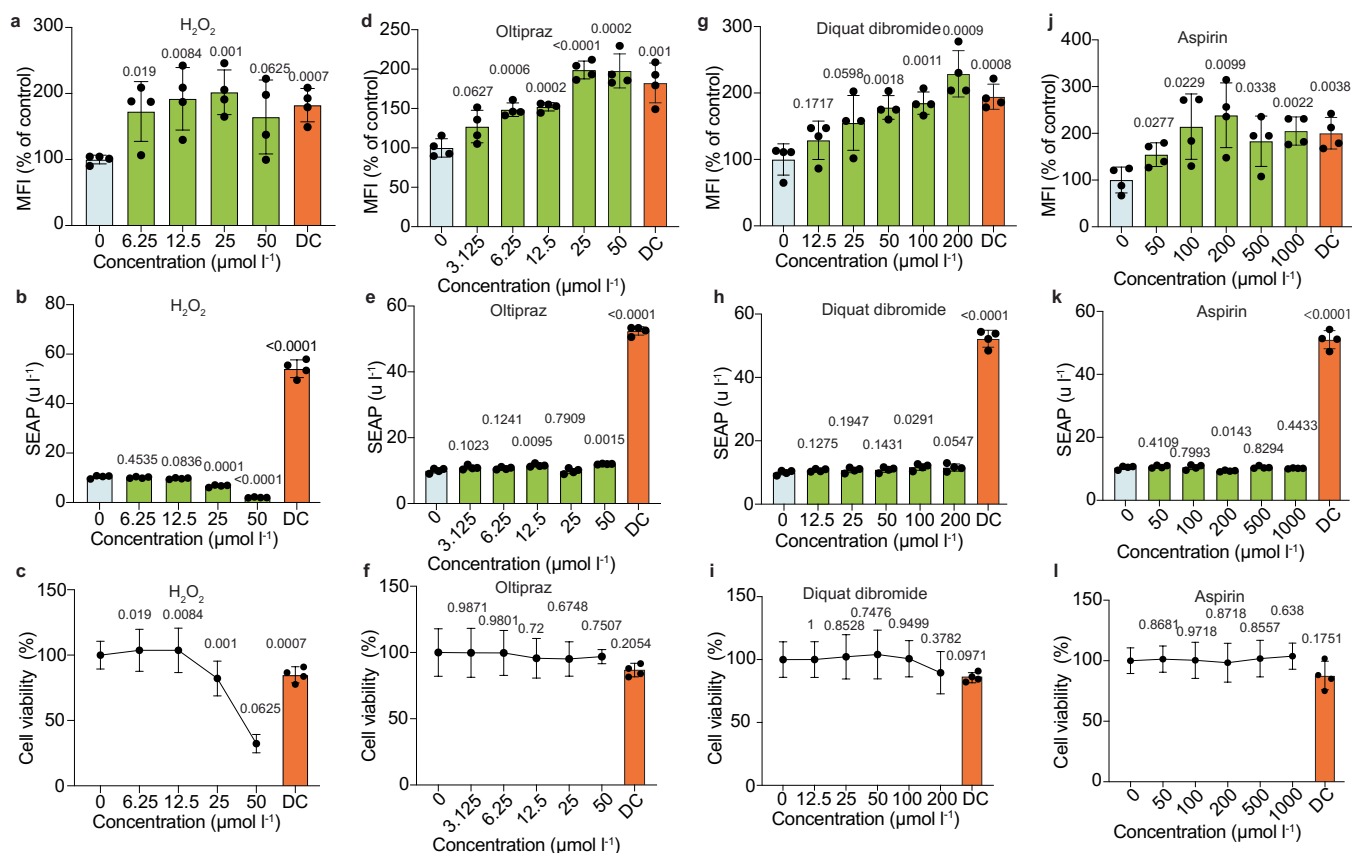 a
H₂O₂
0.019 0.0084 0.001 0.0625 0.0007
MFI (% of control)
300
200
100
0
0 6.25 12.5 25 50 DC
Concentration (µmol l⁻¹)
d
Oltipraz
0.0627 0.0006 0.0002 <0.0001 0.0002 0.001
MFI (% of control)
250
200
150
100
50
0
0 3.125 6.25 12.5 25 50 DC
Concentration (µmol l⁻¹)
g
Diquat dibromide
0.1717 0.0598 0.0018 0.0011 0.0009 0.0008
MFI (% of control)
300
200
100
0
0 12.5 25 50 100 200 DC
Concentration (µmol l⁻¹)
j
Aspirin
0.0277 0.0229 0.0099 0.0338 0.0022 0.0038
MFI (% of control)
400
300
200
100
0
0 50 100 200 500 1000 DC
Concentration (µmol l⁻¹)
b
H₂O₂
0.4535 0.0836 0.0001 <0.0001 <0.0001
SEAP (u l⁻¹)
80
60
40
20
0
0 6.25 12.5 25 50 DC
Concentration (µmol l⁻¹)
e
Oltipraz
0.1023 0.1241 0.0095 0.7909 0.0015 <0.0001
SEAP (u l⁻¹)
60
40
20
0
0 3.125 6.25 12.5 25 50 DC
Concentration (µmol l⁻¹)
h
Diquat dibromide
0.1275 0.1947 0.1431 0.0291 0.0547 <0.0001
SEAP (u l⁻¹)
60
40
20
0
0 12.5 25 50 100 200 DC
Concentration (µmol l⁻¹)
k
Aspirin
0.4109 0.7993 0.0143 0.8294 0.4433 <0.0001
SEAP (u l⁻¹)
60
40
20
0
0 50 100 200 500 1000 DC
Concentration (µmol l⁻¹)
c
H₂O₂
0.019 0.0084 0.001 0.0625 0.0007
Cell viability (%)
150
100
50
0
0 6.25 12.5 25 50 DC
Concentration (µmol l⁻¹)
f
Oltipraz
0.9871 0.9801 0.72 0.6748 0.7507 0.2054
Cell viability (%)
150
100
50
0
0 3.125 6.25 12.5 25 50 DC
Concentration (µmol l⁻¹)
i
Diquat dibromide
1 0.8528 0.7476 0.9499 0.3782 0.0971
Cell viability (%)
150
100
50
0
0 12.5 25 50 100 200 DC
Concentration (µmol l⁻¹)
l
Aspirin
0.8681 0.9718 0.8718 0.8557 0.638 0.1751
Cell viability (%)
150
100
50
0
0 50 100 200 500 1000 DC
Concentration (µmol l⁻¹)